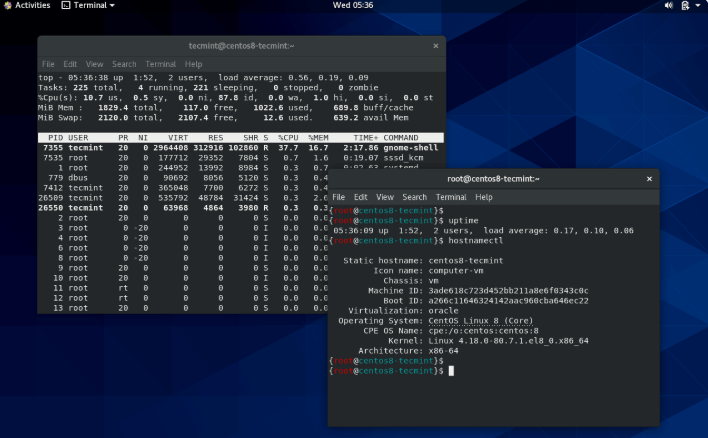 Activities Terminal Wed 05:36
tecmint@centos8-tecmint:~ ×
File Edit View Search Terminal Help
top - 05:36:38 up  1:52,  2 users,  load average: 0.56, 0.19, 0.09
Tasks: 225 total,   4 running, 221 sleeping,   0 stopped,   0 zombie
%Cpu(s): 10.7 us,  0.5 sy,  0.0 ni, 87.8 id,  0.0 wa,  1.0 hi,  0.0 si,  0.0 st
MiB Mem :   1829.4 total,    117.0 free,   1022.6 used,    689.8 buff/cache
MiB Swap:   2120.0 total,   2107.4 free,     12.6 used.    639.2 avail Mem
PID USER PR NI VIRT RES SHR S %CPU %MEM TIME+ COMMAND
7355 tecmint 20 0 2964408 312916 102860 R 37.7 16.7 2:17.86 gnome-shell
7535 root 20 0 177712 29352 7804 S 0.7 1.6 0:19.07 sssd_kcm
1 root 20 0 244952 13992 8984 S 0.3 0.7 0:02.63 systemd
779 dbus 20 0 90692 8056 5120 S 0.3 0.4
7412 tecmint 20 0 365048 7700 6272 S 0.3 0.4
26509 tecmint 20 0 535792 48784 31424 S 0.3 2.6
26550 tecmint 20 0 63968 4864 3980 R 0.3 0.3
2 root 20 0 0 0 0 S 0.0 0.0
3 root 0 -20 0 0 0 I 0.0 0.0
4 root 0 -20 0 0 0 I 0.0 0.0
6 root 0 -20 0 0 0 I 0.0 0.0
8 root 0 -20 0 0 0 I 0.0 0.0
9 root 20 0 0 0 0 S 0.0 0.0
10 root 20 0 0 0 0 I 0.0 0.0
11 root rt 0 0 0 0 S 0.0 0.0
12 root rt 0 0 0 0 S 0.0 0.0
13 root 20 0 0 0 0 S 0.0 0.0
root@centos8-tecmint:~ ×
File Edit View Search Terminal Help
{root@centos8-tecmint}$
{root@centos8-tecmint}$ uptime
05:36:09 up  1:52,  2 users,  load average: 0.17, 0.10, 0.06
{root@centos8-tecmint}$ hostnamectl
Static hostname: centos8-tecmint
Icon name: computer-vm
Chassis: vm
Machine ID: 3ade618c723d452bb211a8e6f0343c0c
Boot ID: a266c11646324142aac960cba646ec22
Virtualization: oracle
Operating System: CentOS Linux 8 (Core)
CPE OS Name: cpe:/o:centos:centos:8
Kernel: Linux 4.18.0-80.7.1.el8_0.x86_64
Architecture: x86-64
{root@centos8-tecmint}$
{root@centos8-tecmint}$